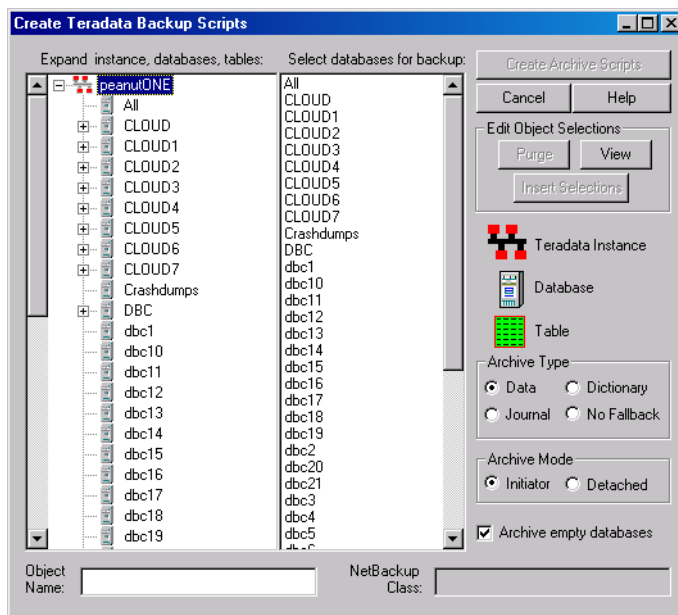 Create Teradata Backup Scripts
Expand instance, databases, tables:
peanutONE
All
CLOUD
CLOUD1
CLOUD2
CLOUD3
CLOUD4
CLOUD5
CLOUD6
CLOUD7
Crashdumps
DBC
dbc1
dbc10
dbc11
dbc12
dbc13
dbc14
dbc15
dbc16
dbc17
dbc18
dbc19
Select databases for backup:
All
CLOUD
CLOUD1
CLOUD2
CLOUD3
CLOUD4
CLOUD5
CLOUD6
CLOUD7
Crashdumps
DBC
dbc1
dbc10
dbc11
dbc12
dbc13
dbc14
dbc15
dbc16
dbc17
dbc18
dbc19
dbc2
dbc20
dbc21
dbc3
dbc4
dbc5
Create Archive Scripts
Cancel
Help
Edit Object Selections
Purge
View
Insert Selections
Teradata Instance
Database
Table
Archive Type
Data
Dictionary
Journal
No Fallback
Archive Mode
Initiator
Detached
Archive empty databases
Object
Name:
NetBackup
Class: